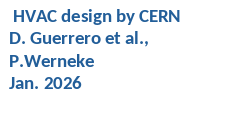 HVAC design by CERN
D. Guerrero et al.,
P.Werneke
Jan. 2026